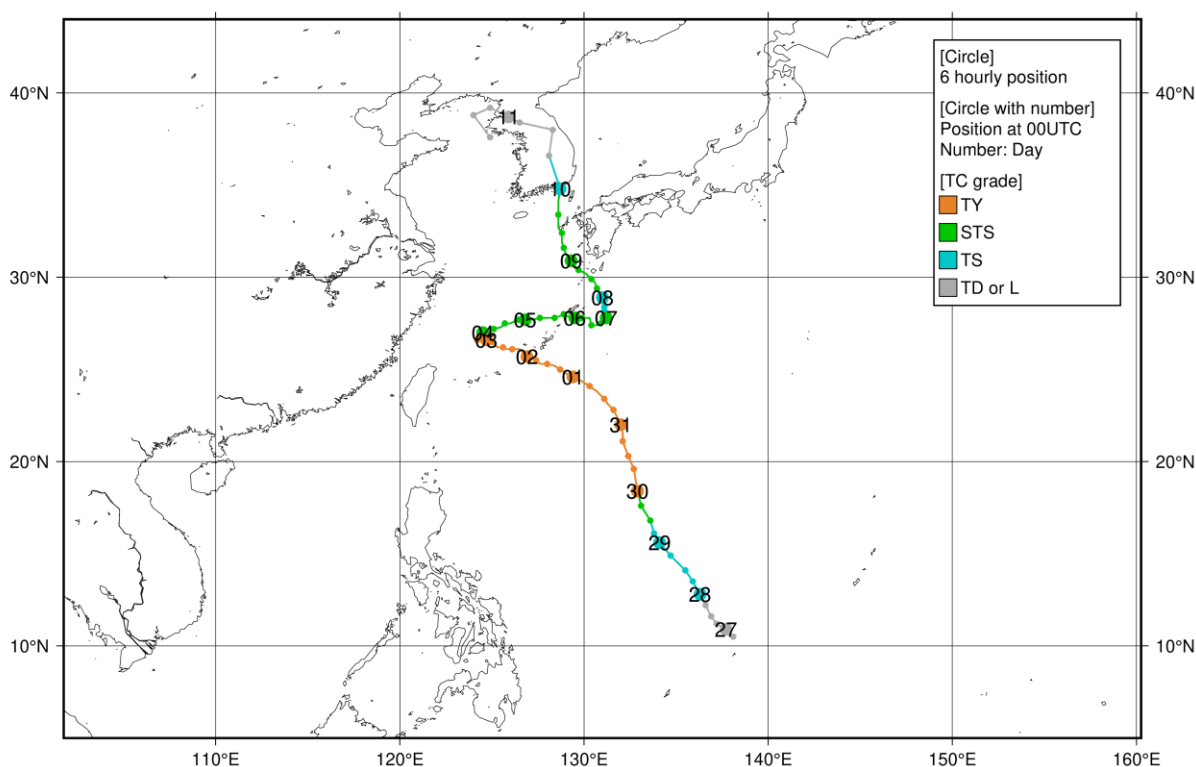 [Circle]
6 hourly position
[Circle with number]
Position at 00UTC
Number: Day
[TC grade]
TY
STS
TS
TD or L
40°N
40°N
11
10
09
30°N
30°N
08
07
06
05
04
03
02
01
31
20°N
20°N
30
29
28
27
10°N
10°N
110°E
120°E
130°E
140°E
150°E
160°E